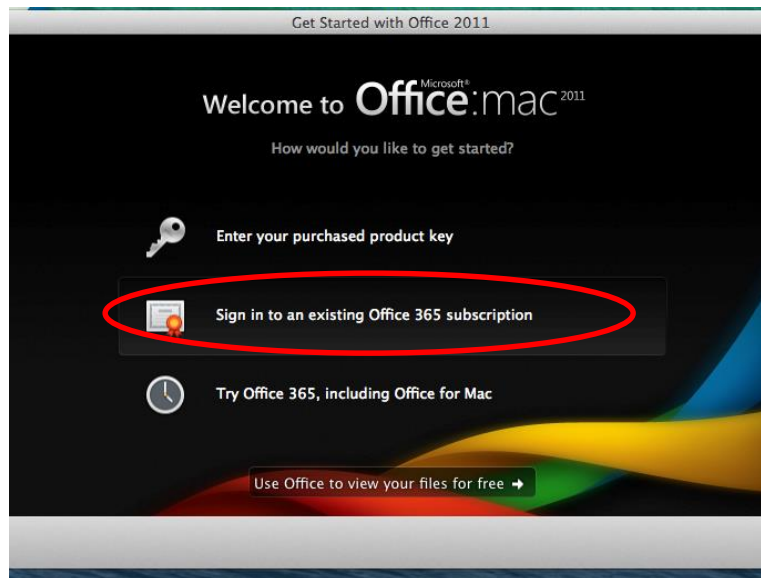 Get Started with Office 2011
Welcome to Microsoft® Office:mac 2011
How would you like to get started?
Enter your purchased product key
Sign in to an existing Office 365 subscription
Try Office 365, including Office for Mac
Use Office to view your files for free →